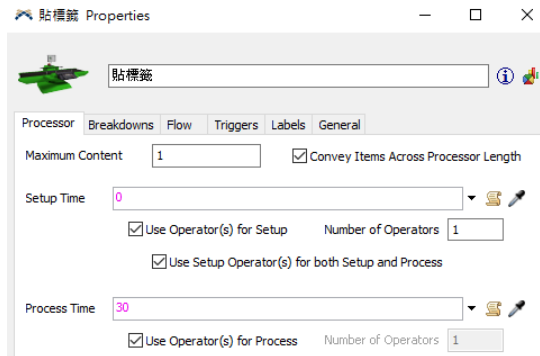 貼標籤 Properties
貼標籤
Processor Breakdowns Flow Triggers Labels General
Maximum Content 1 Convey Items Across Processor Length
Setup Time 0
Use Operator(s) for Setup Number of Operators 1
Use Setup Operator(s) for both Setup and Process
Process Time 30
Use Operator(s) for Process Number of Operators 1